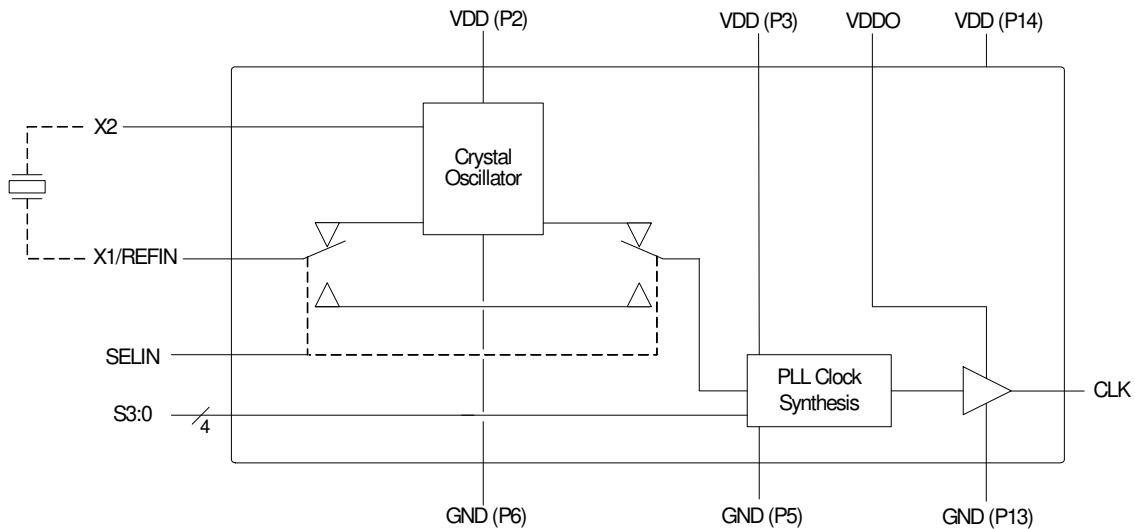 VDD (P2)
VDD (P3)
VDDO
VDD (P14)
X2
Crystal
Oscillator
X1/REFIN
SELIN
PLL Clock
Synthesis
CLK
S3:0
4
GND (P6)
GND (P5)
GND (P13)